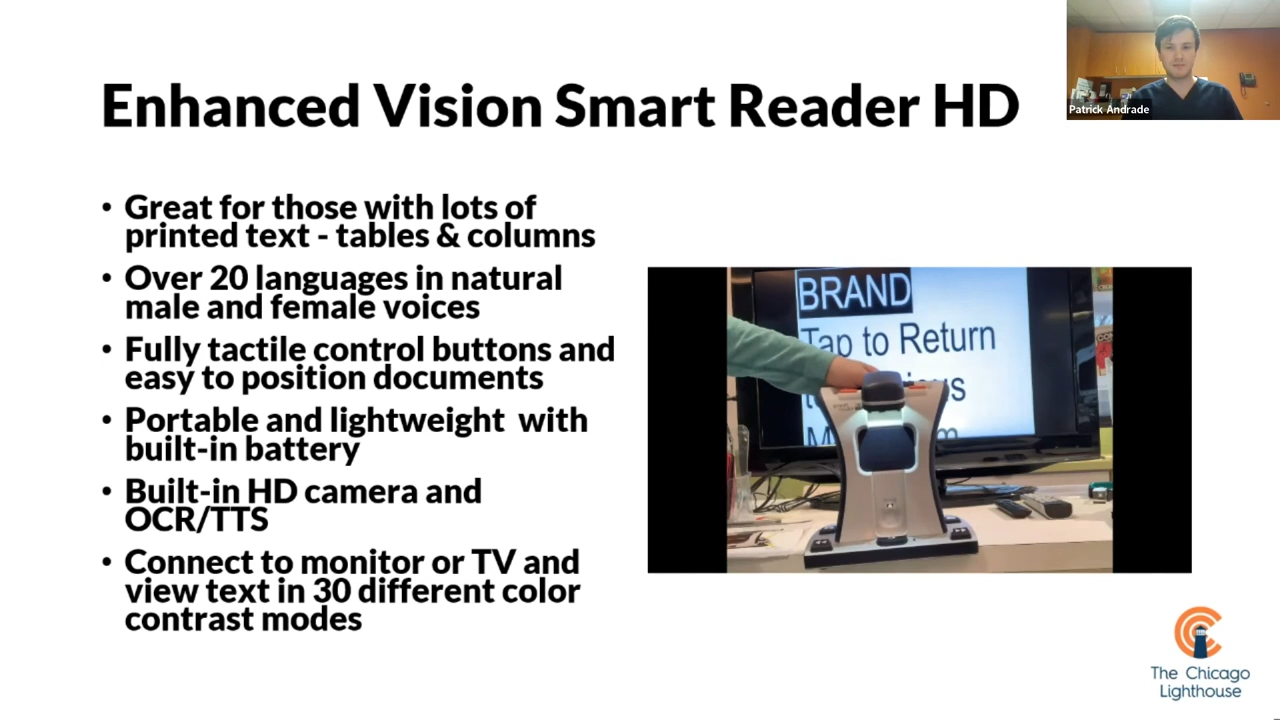 Enhanced Vision Smart Reader HD
Patrick Andrade
• Great for those with lots of
printed text - tables & columns
• Over 20 languages in natural
male and female voices
• Fully tactile control buttons and
easy to position documents
• Portable and lightweight  with
built-in battery
• Built-in HD camera and
OCR/TTS
• Connect to monitor or TV and
view text in 30 different color
contrast modes
BRAND
Tap to Return
The Chicago
Lighthouse